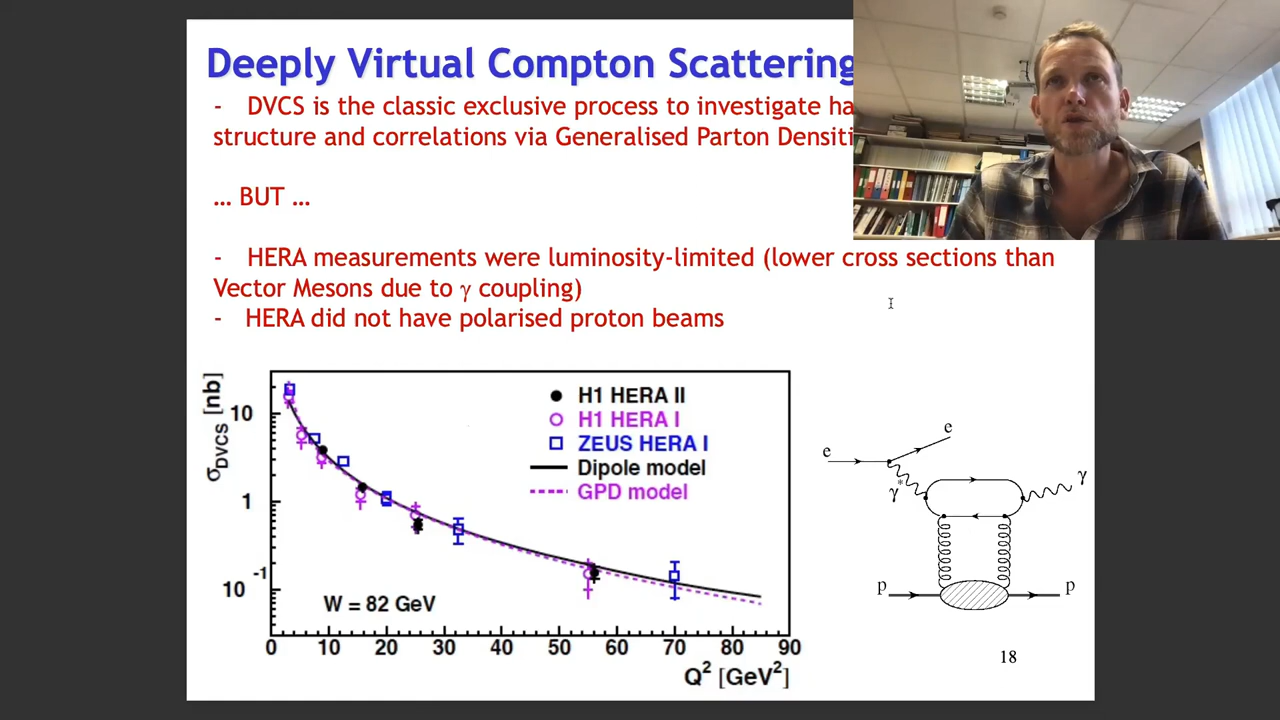 Deeply Virtual Compton Scattering
- DVCS is the classic exclusive process to investigate
structure and correlations via Generalised Parton
… BUT …
- HERA measurements were luminosity-limited (lower cross sections than
Vector Mesons due to γ coupling)
- HERA did not have polarised proton beams
σDVCS [nb]
10
1
10⁻¹
H1 HERA II
H1 HERA I
ZEUS HERA I
Dipole model
GPD model
W = 82 GeV
0 10 20 30 40 50 60 70 80 90
Q² [GeV²]
e
e
γ*
γ
p
p
18